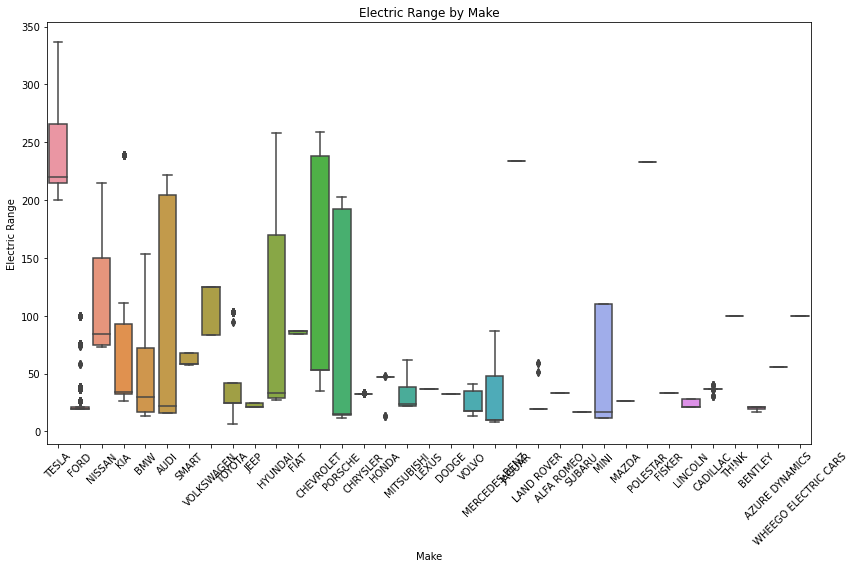 Electric Range by Make
Electric Range
350
300
250
200
150
100
50
0
TESLA
FORD
NISSAN
KIA
BMW
AUDI
SMART
VOLKSWAGEN
TOYOTA
JEEP
HYUNDAI
FIAT
CHEVROLET
PORSCHE
CHRYSLER
HONDA
MITSUBISHI
LEXUS
DODGE
VOLVO
MERCEDES-BENZ
JAGUAR
LAND ROVER
ALFA ROMEO
SUBARU
MINI
MAZDA
POLESTAR
FISKER
LINCOLN
CADILLAC
TH!NK
BENTLEY
AZURE DYNAMICS
WHEEGO ELECTRIC CARS
Make